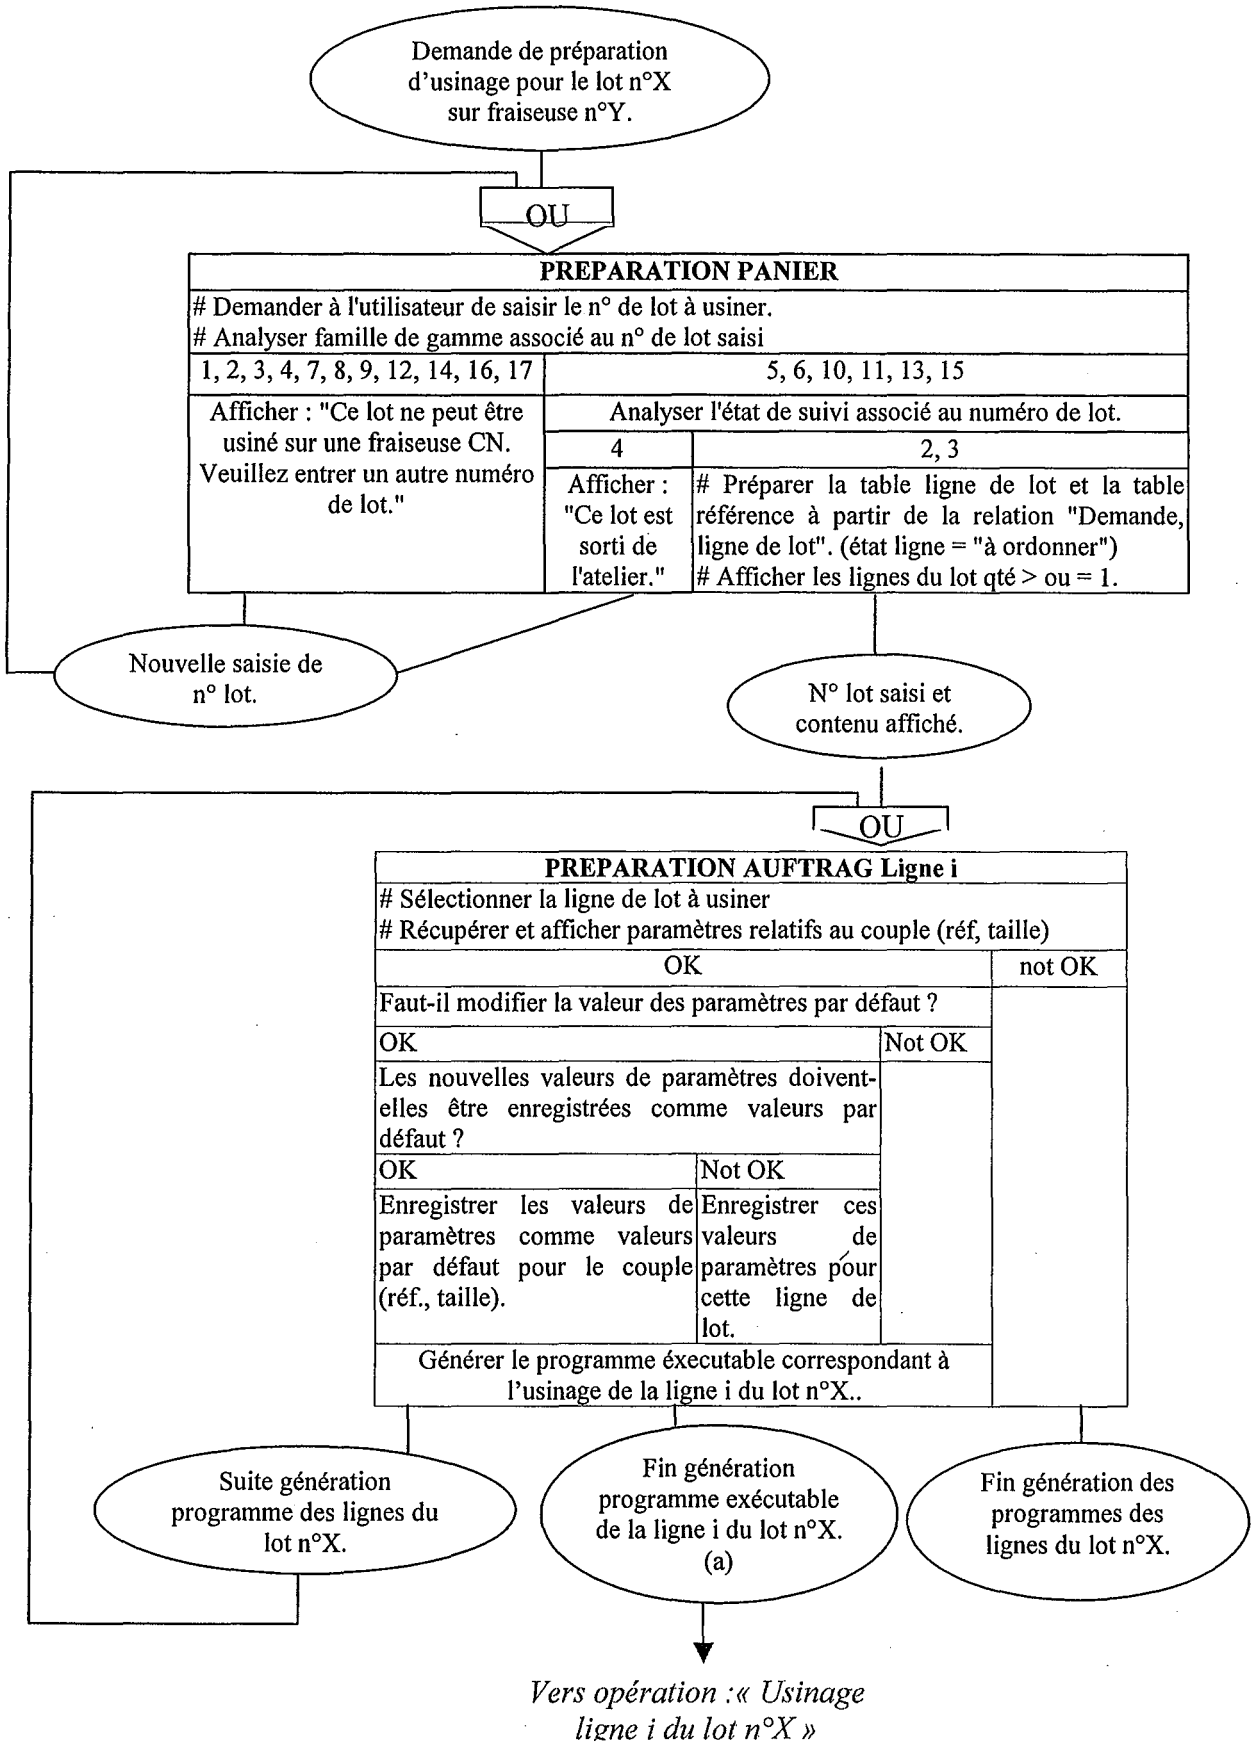 Demande de préparation
d'usinage pour le lot n°X
sur fraiseuse n°Y.
OU
PREPARATION PANIER
# Demander à l'utilisateur de saisir le n° de lot à usiner.
# Analyser famille de gamme associé au n° de lot saisi
1, 2, 3, 4, 7, 8, 9, 12, 14, 16, 17
5, 6, 10, 11, 13, 15
Afficher : "Ce lot ne peut être
usiné sur une fraiseuse CN.
Veuillez entrer un autre numéro
de lot."
Analyser l'état de suivi associé au numéro de lot.
4
2, 3
Afficher :
"Ce lot est
sorti de
l'atelier."
# Préparer la table ligne de lot et la table
référence à partir de la relation "Demande,
ligne de lot". (état ligne = "à ordonner")
# Afficher les lignes du lot qté > ou = 1.
Nouvelle saisie de
n° lot.
N° lot saisi et
contenu affiché.
OU
PREPARATION AUFTRAG Ligne i
# Sélectionner la ligne de lot à usiner
# Récupérer et afficher paramètres relatifs au couple (réf, taille)
OK
not OK
Faut-il modifier la valeur des paramètres par défaut ?
OK
Not OK
Les nouvelles valeurs de paramètres doivent-
elles être enregistrées comme valeurs par
défaut ?
OK
Not OK
Enregistrer les valeurs de
paramètres comme valeurs
par défaut pour le couple
(réf., taille).
Enregistrer ces
valeurs de
paramètres pour
cette ligne de
lot.
Générer le programme éxecutable correspondant à
l'usinage de la ligne i du lot n°X..
Suite génération
programme des lignes du
lot n°X.
Fin génération
programme exécutable
de la ligne i du lot n°X.
(a)
Fin génération des
programmes des
lignes du lot n°X.
Vers opération :« Usinage
ligne i du lot n°X »